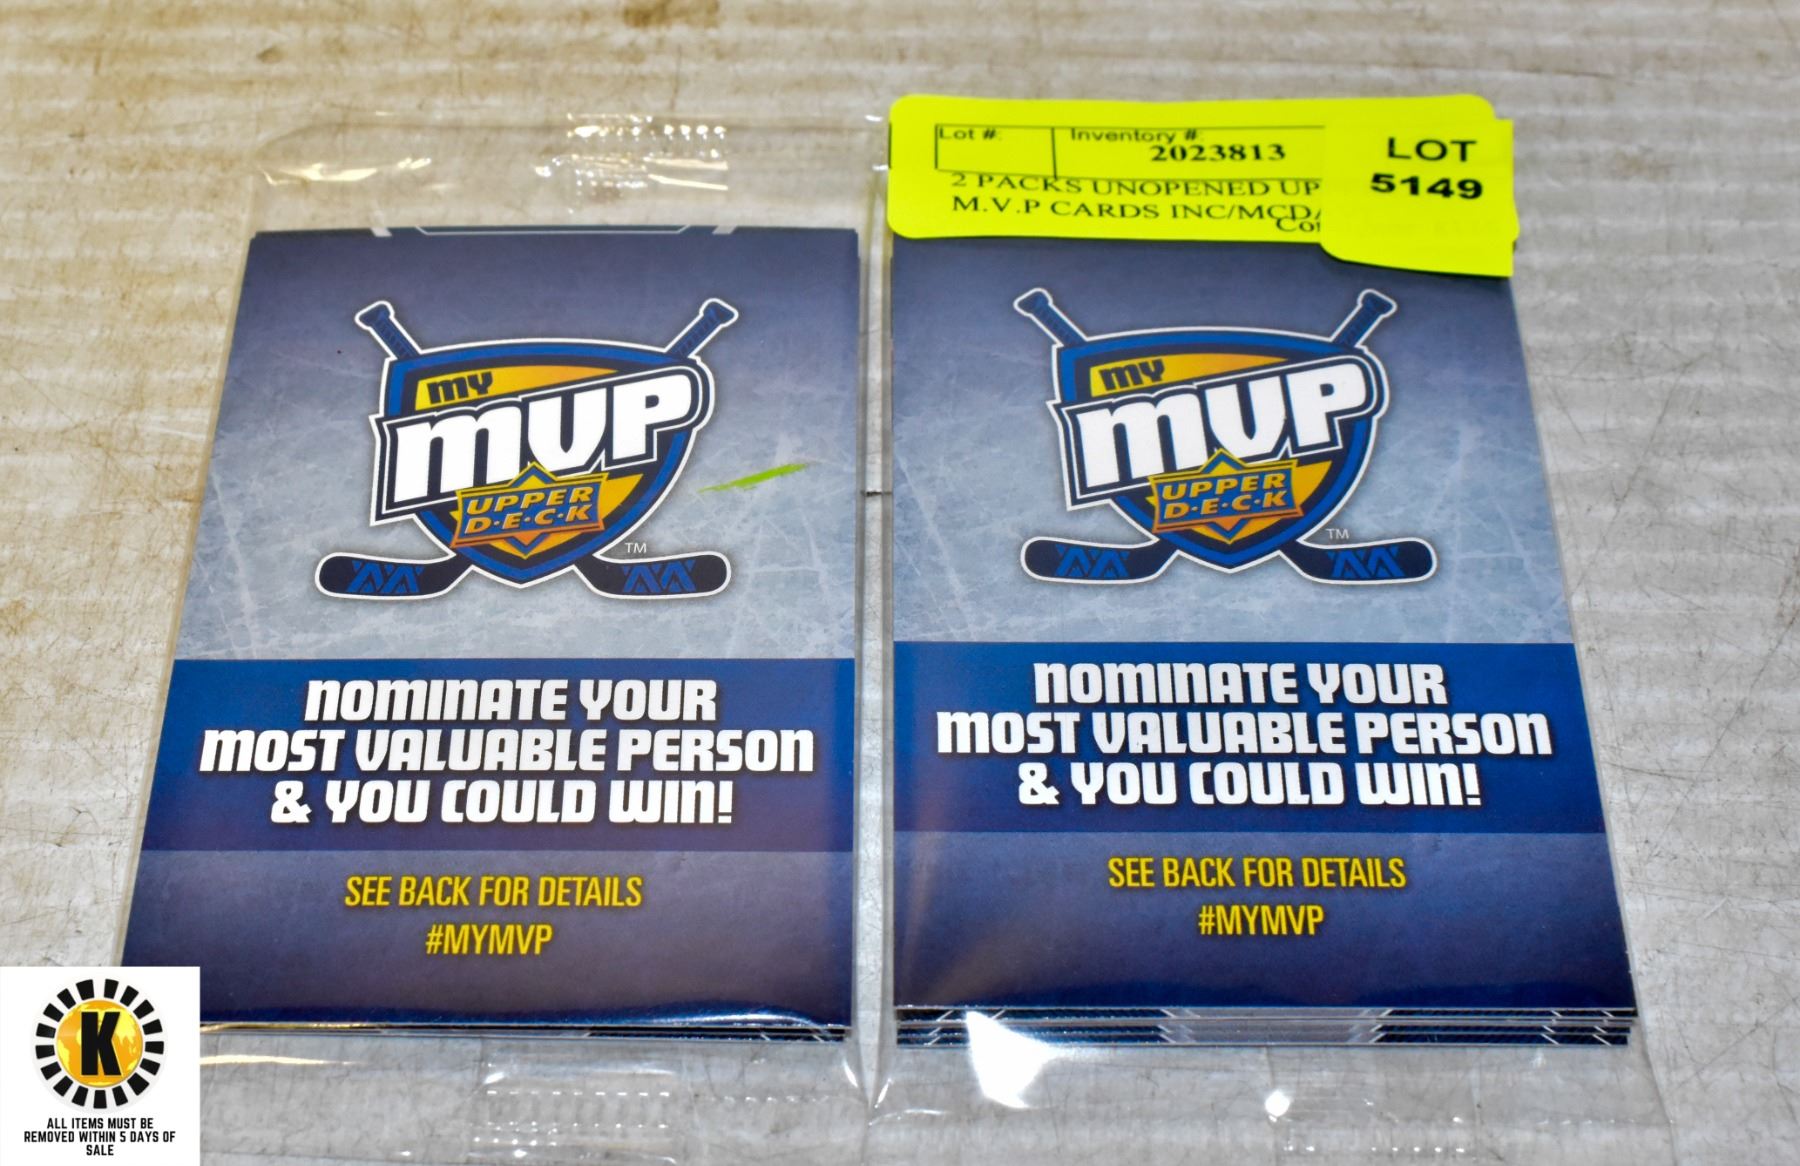 Lot #:
Inventory #:
2023813
LOT
5149
2 PACKS UNOPENED
M.V.P CARDS INC/MCD/
MY
MVP
UPPER
D·E·C·K
TM
NOMINATE YOUR
MOST VALUABLE PERSON
& YOU COULD WIN!
SEE BACK FOR DETAILS
#MYMVP
MY
MVP
UPPER
D·E·C·K
TM
NOMINATE YOUR
MOST VALUABLE PERSON
& YOU COULD WIN!
SEE BACK FOR DETAILS
#MYMVP
K
ALL ITEMS MUST BE
REMOVED WITHIN 5 DAYS OF
SALE